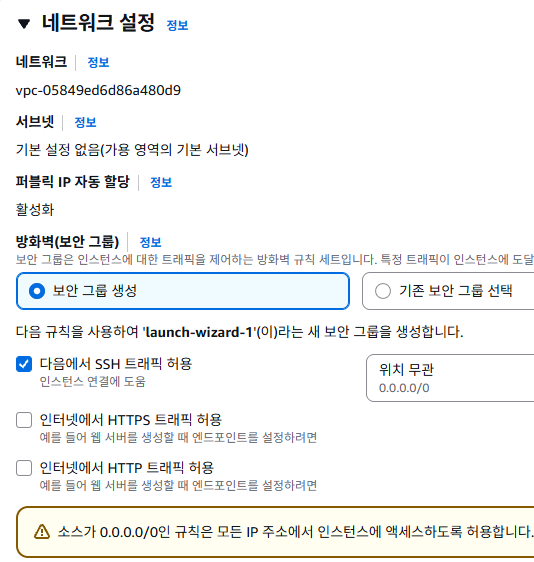 ▼ 네트워크 설정 정보
네트워크 정보
vpc-05849ed6d86a480d9
서브넷 정보
기본 설정 없음(가용 영역의 기본 서브넷)
퍼블릭 IP 자동 할당 정보
활성화
방화벽(보안 그룹) 정보
보안 그룹은 인스턴스에 대한 트래픽을 제어하는 방화벽 규칙 세트입니다. 특정 트래픽이 인스턴스에 도달
보안 그룹 생성 기존 보안 그룹 선택
다음 규칙을 사용하여 'launch-wizard-1'(이)라는 새 보안 그룹을 생성합니다.
다음에서 SSH 트래픽 허용
인스턴스 연결에 도움
위치 무관
0.0.0.0/0
인터넷에서 HTTPS 트래픽 허용
예를 들어 웹 서버를 생성할 때 엔드포인트를 설정하려면
인터넷에서 HTTP 트래픽 허용
예를 들어 웹 서버를 생성할 때 엔드포인트를 설정하려면
소스가 0.0.0.0/0인 규칙은 모든 IP 주소에서 인스턴스에 액세스하도록 허용합니다.